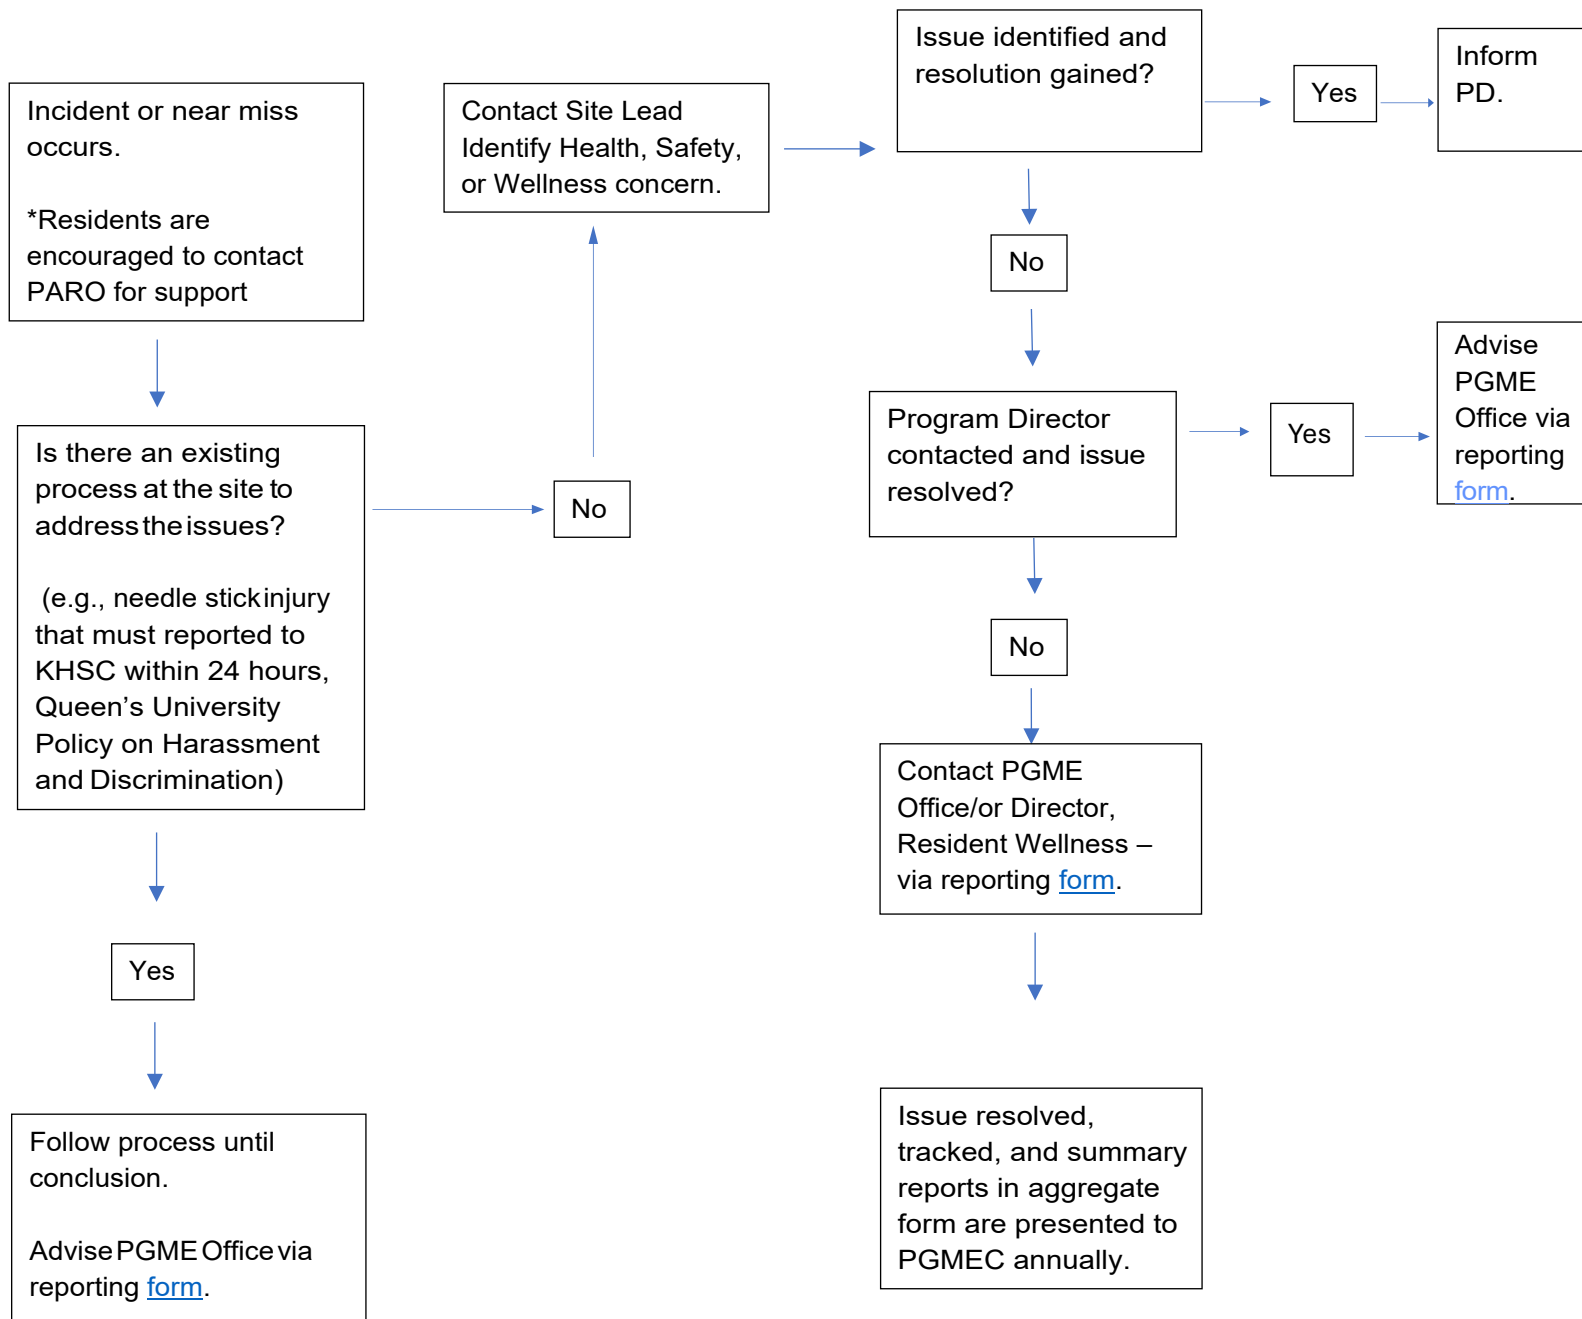 Incident or near miss
occurs.
*Residents are
encouraged to contact
PARO for support
Is there an existing
process at the site to
address the issues?
(e.g., needle stick injury
that must reported to
KHSC within 24 hours,
Queen’s University
Policy on Harassment
and Discrimination)
Yes
Follow process until
conclusion.
Advise PGME Office via
reporting form.
No
Contact Site Lead
Identify Health, Safety,
or Wellness concern.
Issue identified and
resolution gained?
Yes
Inform
PD.
No
Program Director
contacted and issue
resolved?
Yes
Advise
PGME
Office via
reporting
form.
No
Contact PGME
Office/or Director,
Resident Wellness –
via reporting form.
Issue resolved,
tracked, and summary
reports in aggregate
form are presented to
PGMEC annually.